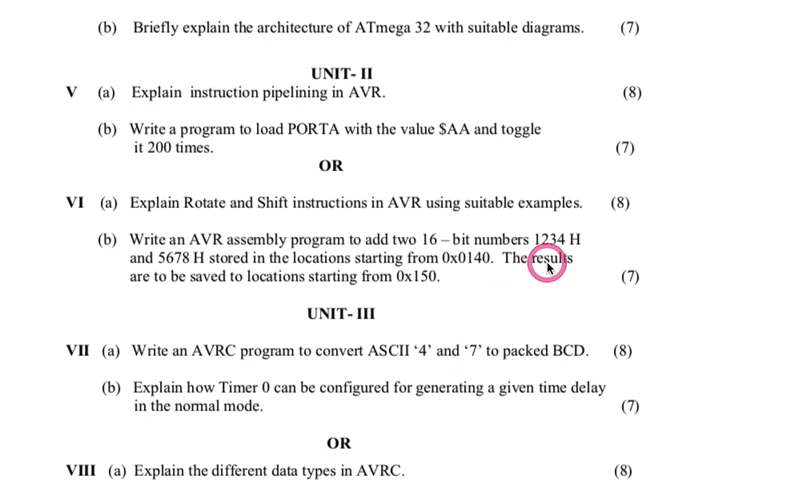 (b) Briefly explain the architecture of ATmega 32 with suitable diagrams. (7)
UNIT- II
V (a) Explain instruction pipelining in AVR. (8)
(b) Write a program to load PORTA with the value $AA and toggle
it 200 times. (7)
OR
VI (a) Explain Rotate and Shift instructions in AVR using suitable examples. (8)
(b) Write an AVR assembly program to add two 16 – bit numbers 1234 H
and 5678 H stored in the locations starting from 0x0140. The results
are to be saved to locations starting from 0x150. (7)
UNIT- III
VII (a) Write an AVRC program to convert ASCII ‘4’ and ‘7’ to packed BCD. (8)
(b) Explain how Timer 0 can be configured for generating a given time delay
in the normal mode. (7)
OR
VIII (a) Explain the different data types in AVRC. (8)